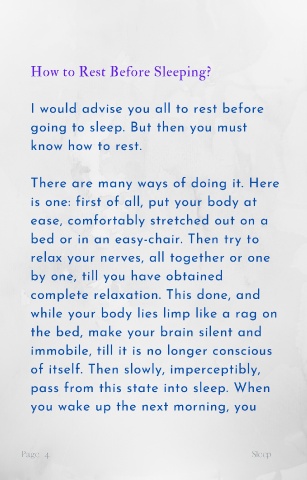 How to Rest Before Sleeping?
I would advise you all to rest before
going to sleep. But then you must
know how to rest.
There are many ways of doing it. Here
is one: first of all, put your body at
ease, comfortably stretched out on a
bed or in an easy-chair. Then try to
relax your nerves, all together or one
by one, till you have obtained
complete relaxation. This done, and
while your body lies limp like a rag on
the bed, make your brain silent and
immobile, till it is no longer conscious
of itself. Then slowly, imperceptibly,
pass from this state into sleep. When
you wake up the next morning, you
Page 4
Sleep